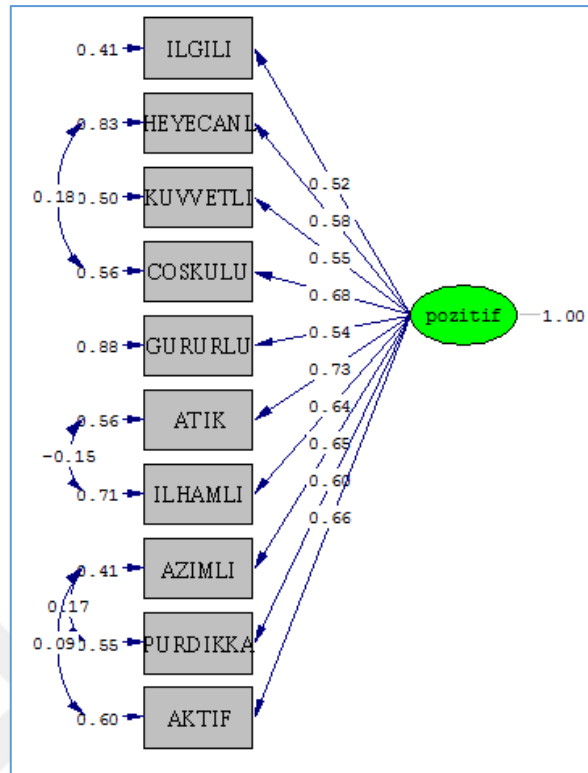 0.41 ILGILI
0.83 HEYECANL
0.52
0.18 0.50 KUVVETLI
0.58
0.55
0.56 COSKULU
0.68
pozitif 1.00
0.88 GURURLU
0.54
0.73
0.56 ATIK
0.64
-0.15
0.65
0.71 ILHAMLI
0.60
0.66
0.41 AZIMLI
0.17
0.09 0.55 PURDIKKA
0.60 AKTIF